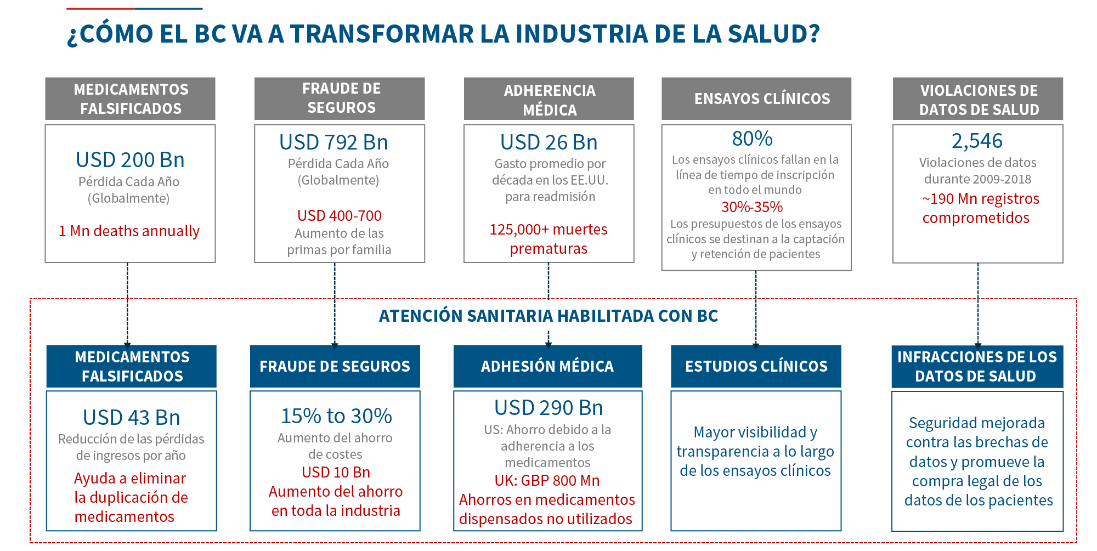 ¿CÓMO EL BC VA A TRANSFORMAR LA INDUSTRIA DE LA SALUD?
MEDICAMENTOS
FALSIFICADOS
USD 200 Bn
Pérdida Cada Año
(Globalmente)
1 Mn deaths annually
FRAUDE DE
SEGUROS
USD 792 Bn
Pérdida Cada Año
(Globalmente)
USD 400-700
Aumento de las
primas por familia
ADHERENCIA
MÉDICA
USD 26 Bn
Gasto promedio por
década en los EE.UU.
para readmisión
125,000+ muertes
prematuras
ENSAYOS CLÍNICOS
80%
Los ensayos clínicos fallan en la
línea de tiempo de inscripción
en todo el mundo
30%-35%
Los presupuestos de los ensayos
clínicos se destinan a la captación
y retención de pacientes
VIOLACIONES DE
DATOS DE SALUD
2,546
Violaciones de datos
durante 2009-2018
~190 Mn registros
comprometidos
ATENCIÓN SANITARIA HABILITADA CON BC
MEDICAMENTOS
FALSIFICADOS
USD 43 Bn
Reducción de las pérdidas
de ingresos por año
Ayuda a eliminar
la duplicación de
medicamentos
FRAUDE DE SEGUROS
15% to 30%
Aumento del ahorro
de costes
USD 10 Bn
Aumento del ahorro
en toda la industria
ADHESIÓN MÉDICA
USD 290 Bn
US: Ahorro debido a la
adherencia a los
medicamentos
UK: GBP 800 Mn
Ahorros en medicamentos
dispensados no utilizados
ESTUDIOS CLÍNICOS
Mayor visibilidad y
transparencia a lo largo
de los ensayos clínicos
INFRACCIONES DE LOS
DATOS DE SALUD
Seguridad mejorada
contra las brechas de
datos y promueve la
compra legal de los
datos de los pacientes